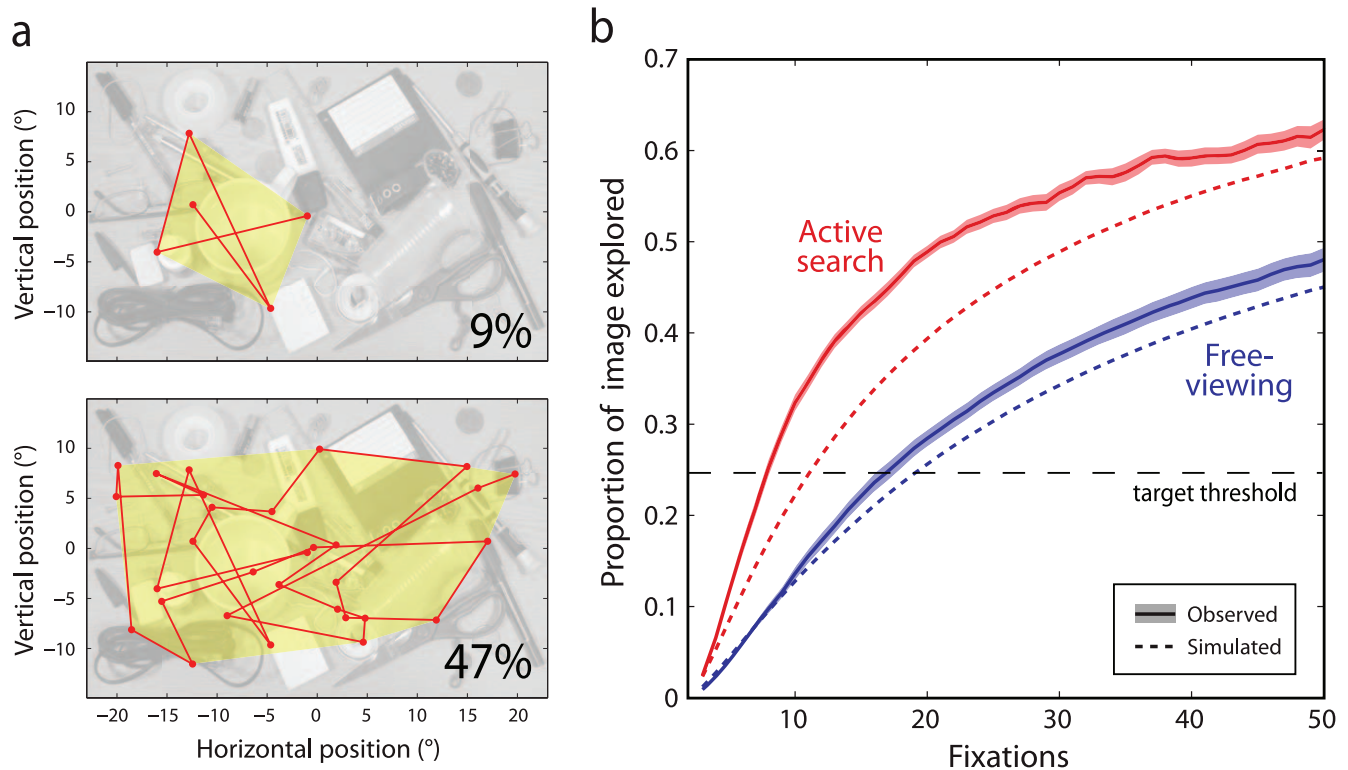 a
Vertical position (°)
10
5
0
−5
−10
9%
Vertical position (°)
10
5
0
−5
−10
47%
−20 −15 −10 −5 0 5 10 15 20
Horizontal position (°)
b
Proportion of image explored
0.7
0.6
0.5
0.4
0.3
0.2
0.1
0
Active
search
Free-
viewing
target threshold
Observed
Simulated
10 20 30 40 50
Fixations